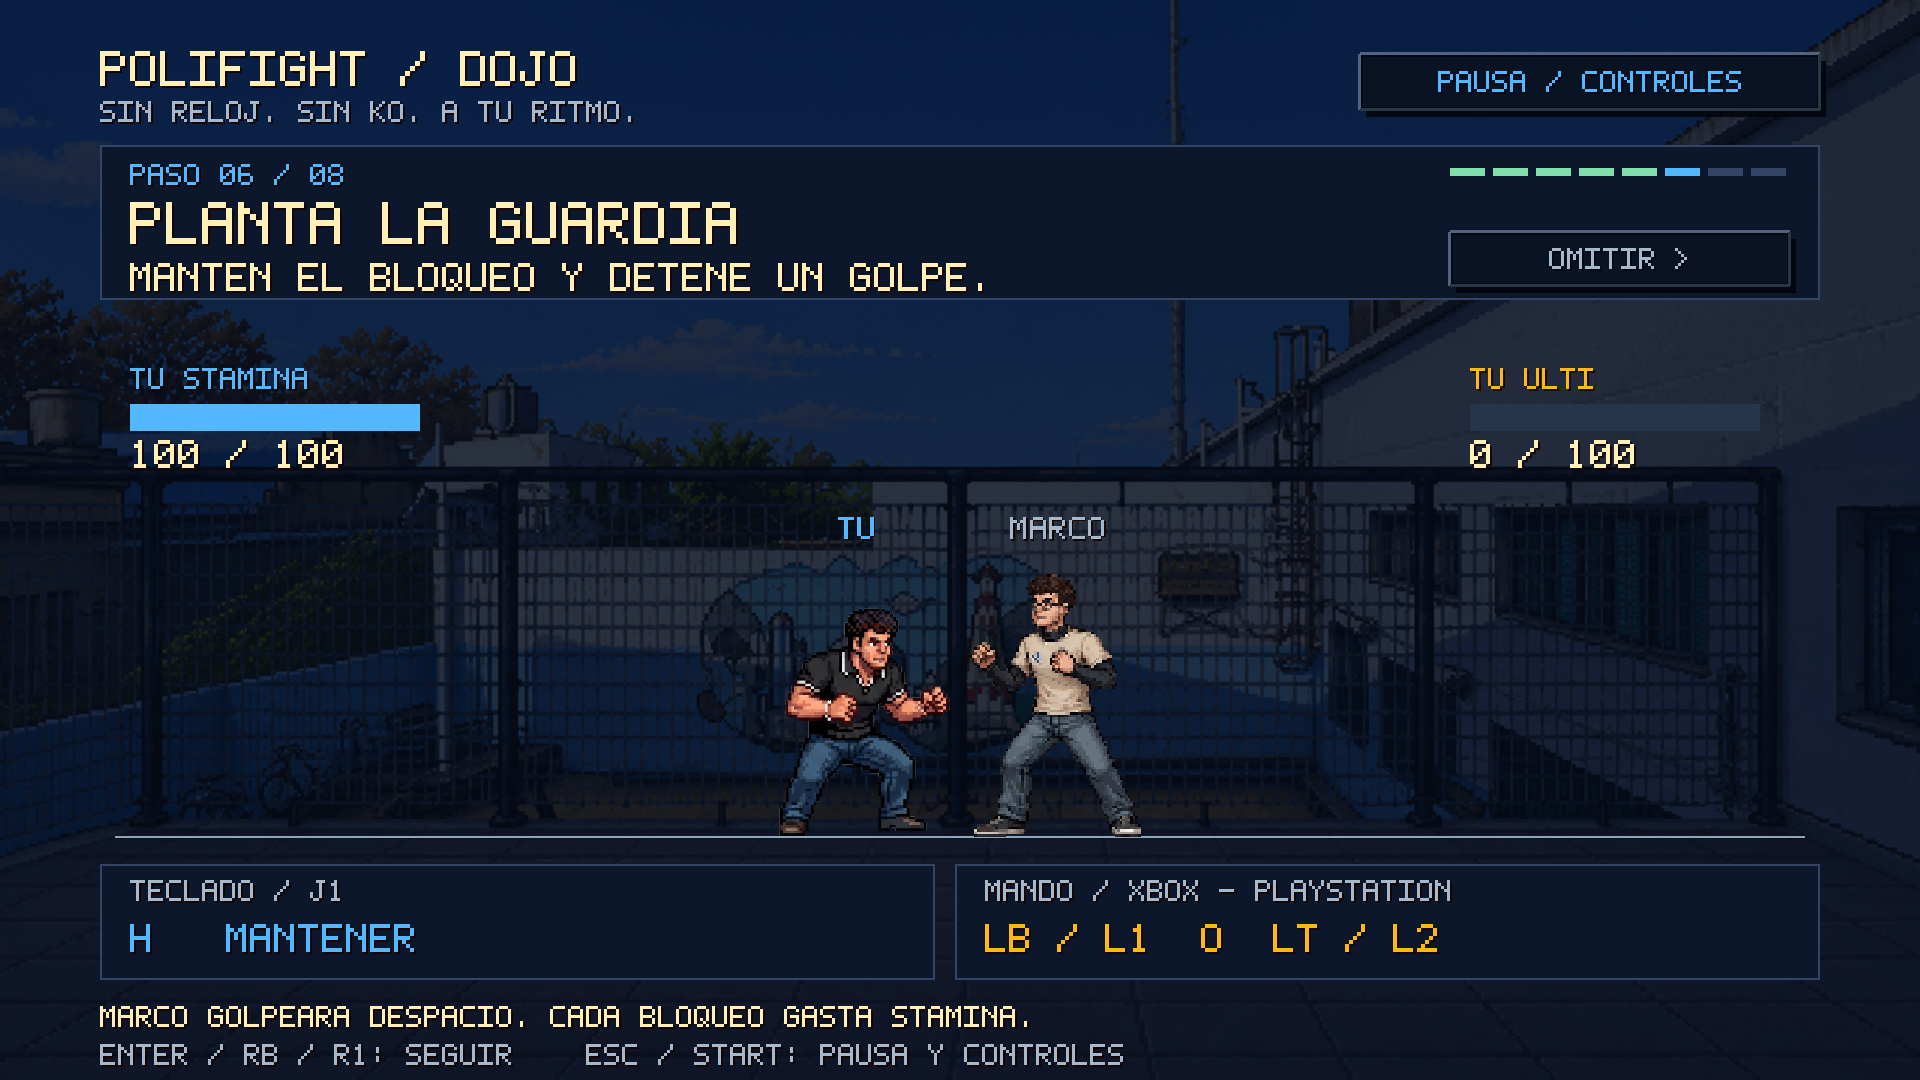 POLIFIGHT / DOJO
SIN RELOJ. SIN KO. A TU RITMO.
PAUSA / CONTROLES
PASO 06 / 08
PLANTA LA GUARDIA
MANTEN EL BLOQUEO Y DETENE UN GOLPE.
OMITIR >
TU STAMINA
100 / 100
TU ULTI
0 / 100
TU
MARCO
TECLADO / J1
H MANTENER
MANDO / XBOX - PLAYSTATION
LB / L1 O LT / L2
MARCO GOLPEARA DESPACIO. CADA BLOQUEO GASTA STAMINA.
ENTER / RB / R1: SEGUIR ESC / START: PAUSA Y CONTROLES